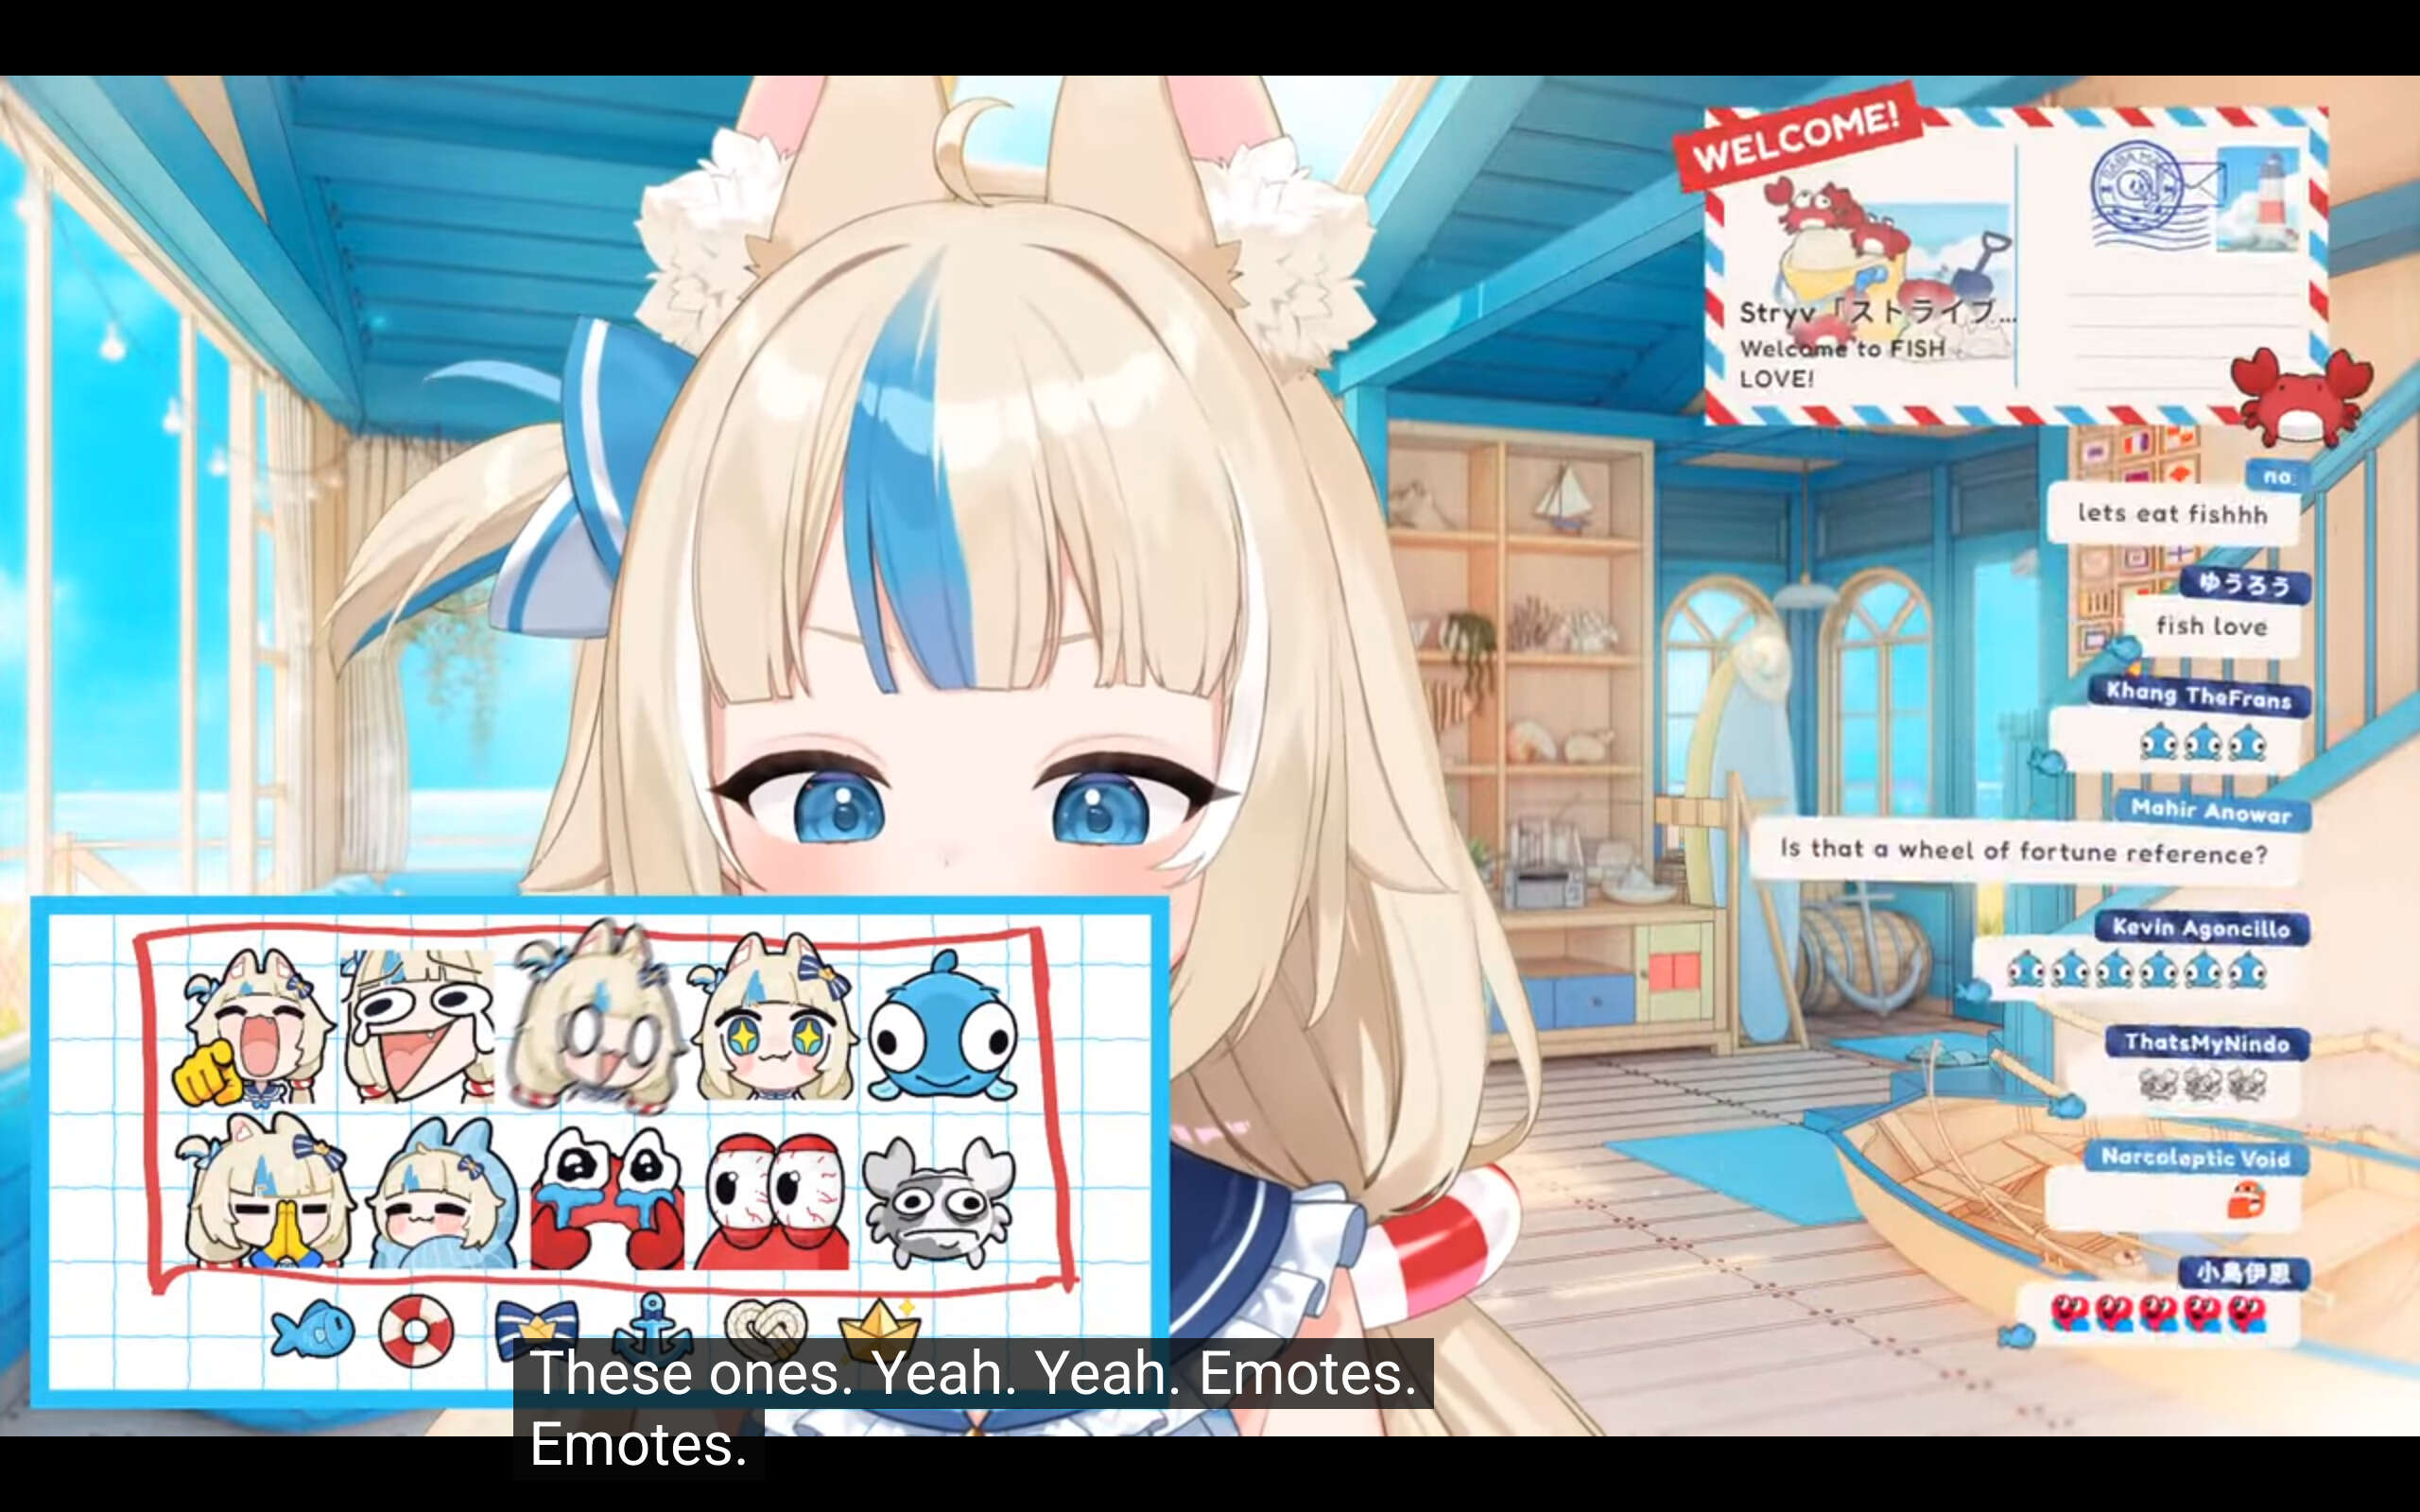 WELCOME!
Stryv「ストライブ...
Welcome to FISH
LOVE!
no
lets eat fishhh
ゆうろう
fish love
Khang TheFrans
Mahir Anowar
Is that a wheel of fortune reference?
Kevin Agoncillo
ThatsMyNindo
Narcoleptic Void
小鳥伊恩
These ones. Yeah. Yeah. Emotes.
Emotes.